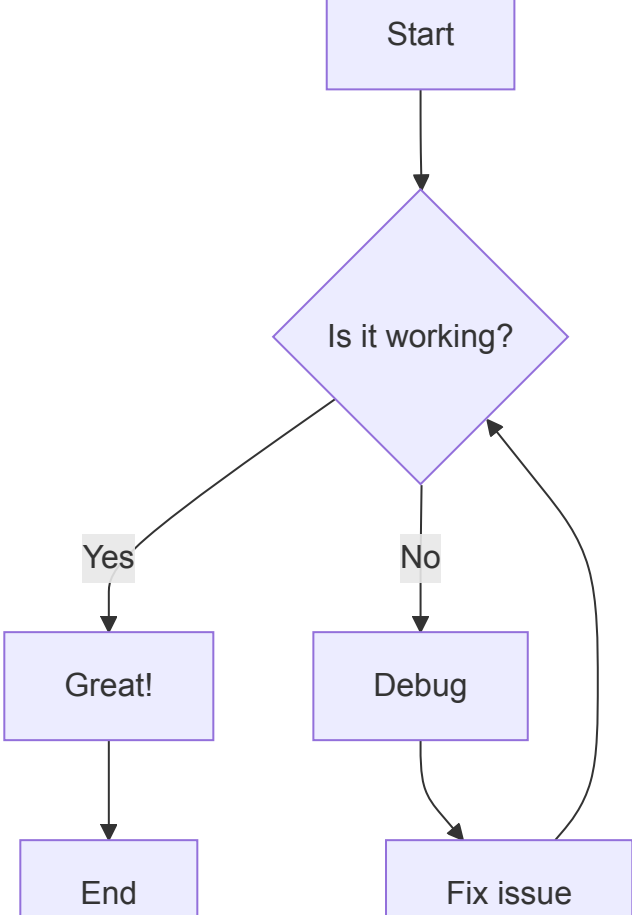 Start
Is it working?
Yes
No
Great!
Debug
End
Fix issue